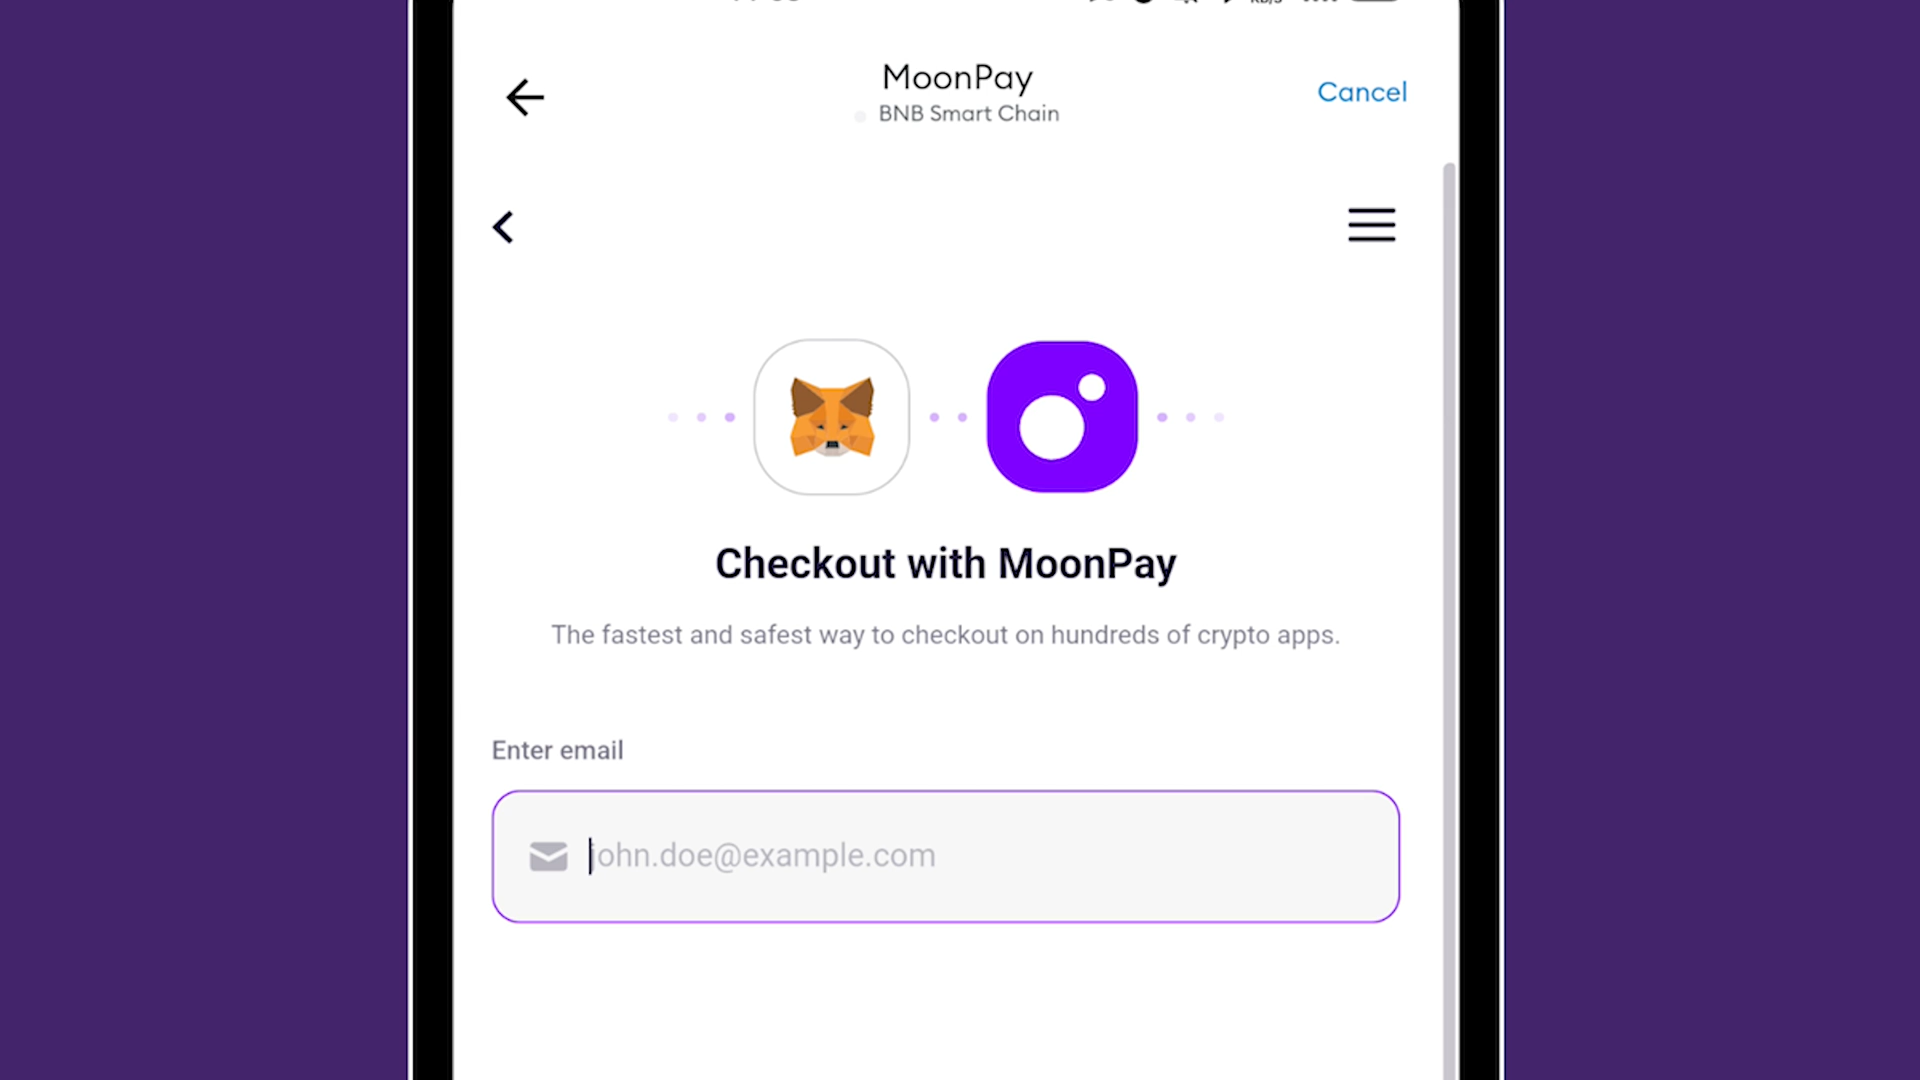 MoonPay
Cancel
BNB Smart Chain
Checkout with MoonPay
The fastest and safest way to checkout on hundreds of crypto apps.
Enter email
john.doe@example.com